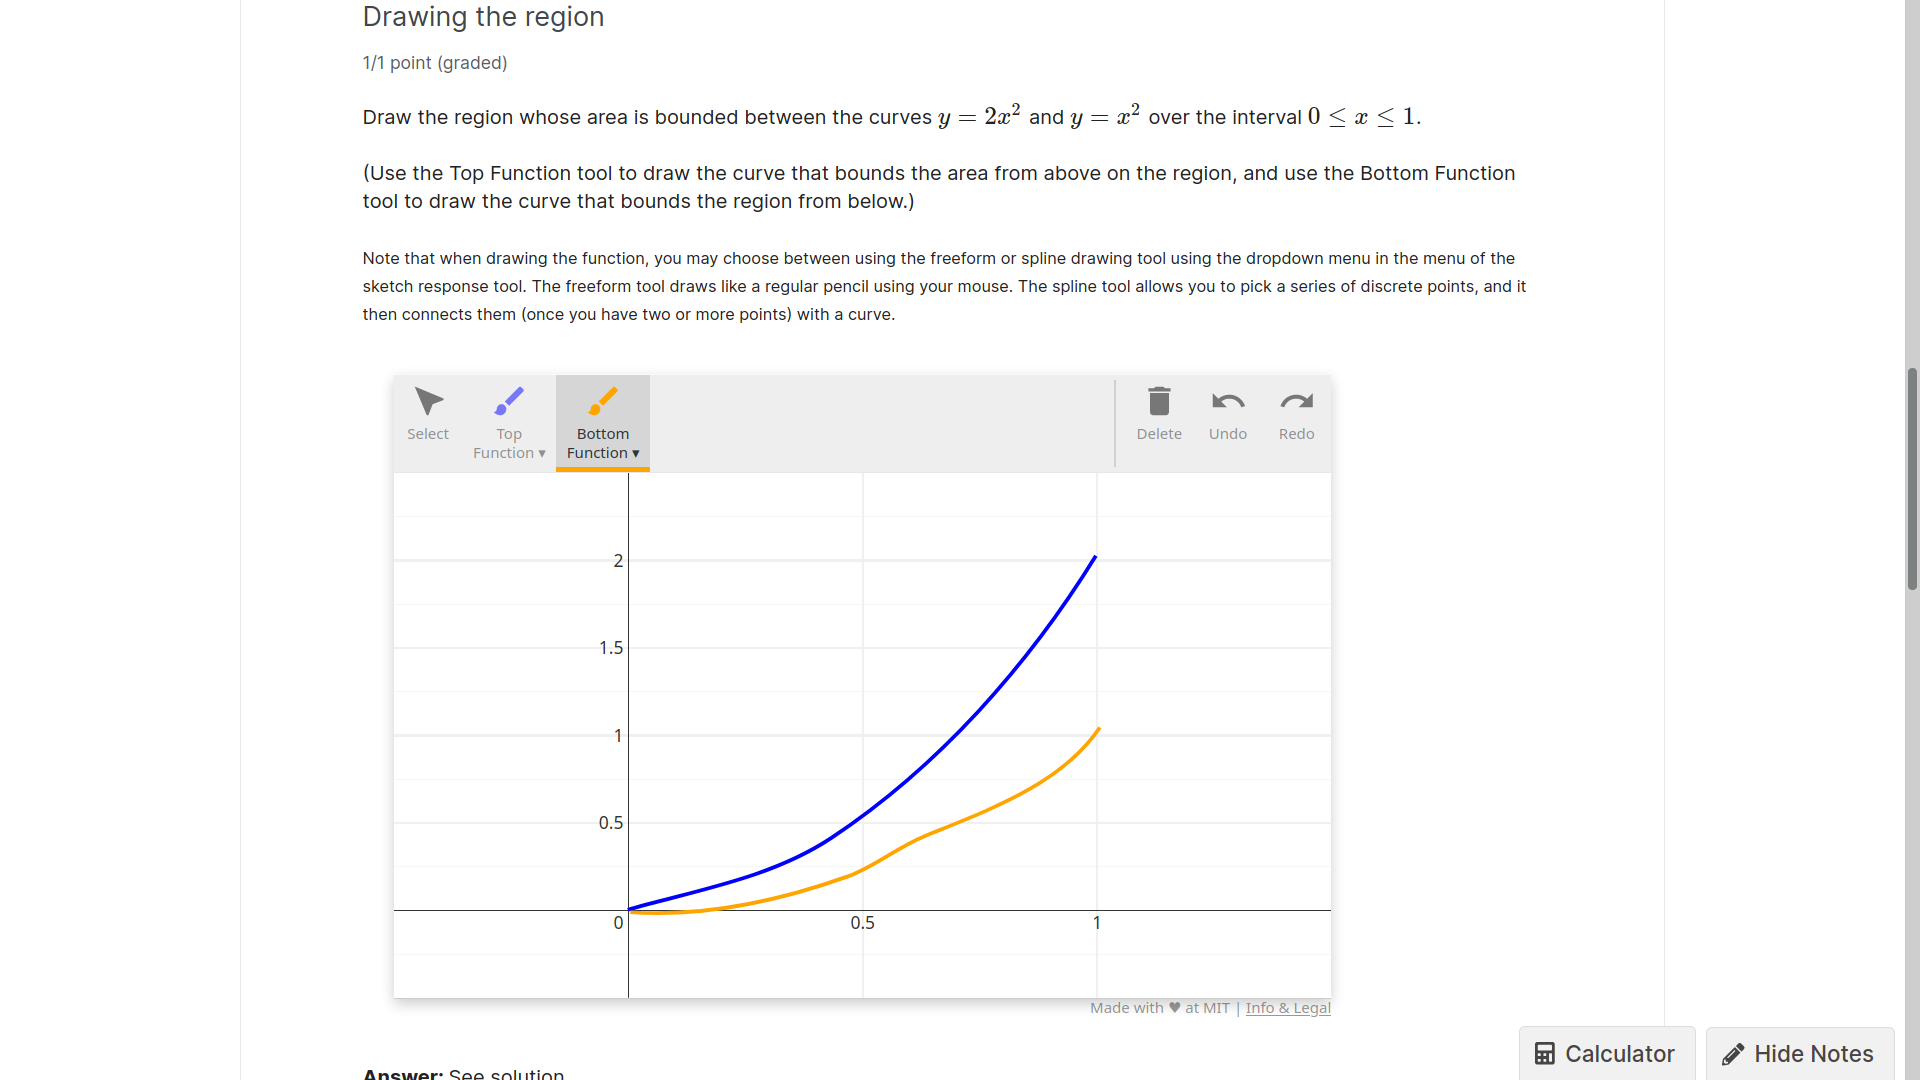 Drawing the region
1/1 point (graded)
Draw the region whose area is bounded between the curves y = 2x² and y = x² over the interval 0 ≤ x ≤ 1.
(Use the Top Function tool to draw the curve that bounds the area from above on the region, and use the Bottom Function
tool to draw the curve that bounds the region from below.)
Note that when drawing the function, you may choose between using the freeform or spline drawing tool using the dropdown menu in the menu of the
sketch response tool. The freeform tool draws like a regular pencil using your mouse. The spline tool allows you to pick a series of discrete points, and it
then connects them (once you have two or more points) with a curve.
Select
Top
Function ▾
Bottom
Function ▾
Delete
Undo
Redo
2
1.5
1
0.5
0
0.5
1
Made with ♥ at MIT | Info & Legal
Answer: See solution
Calculator
Hide Notes